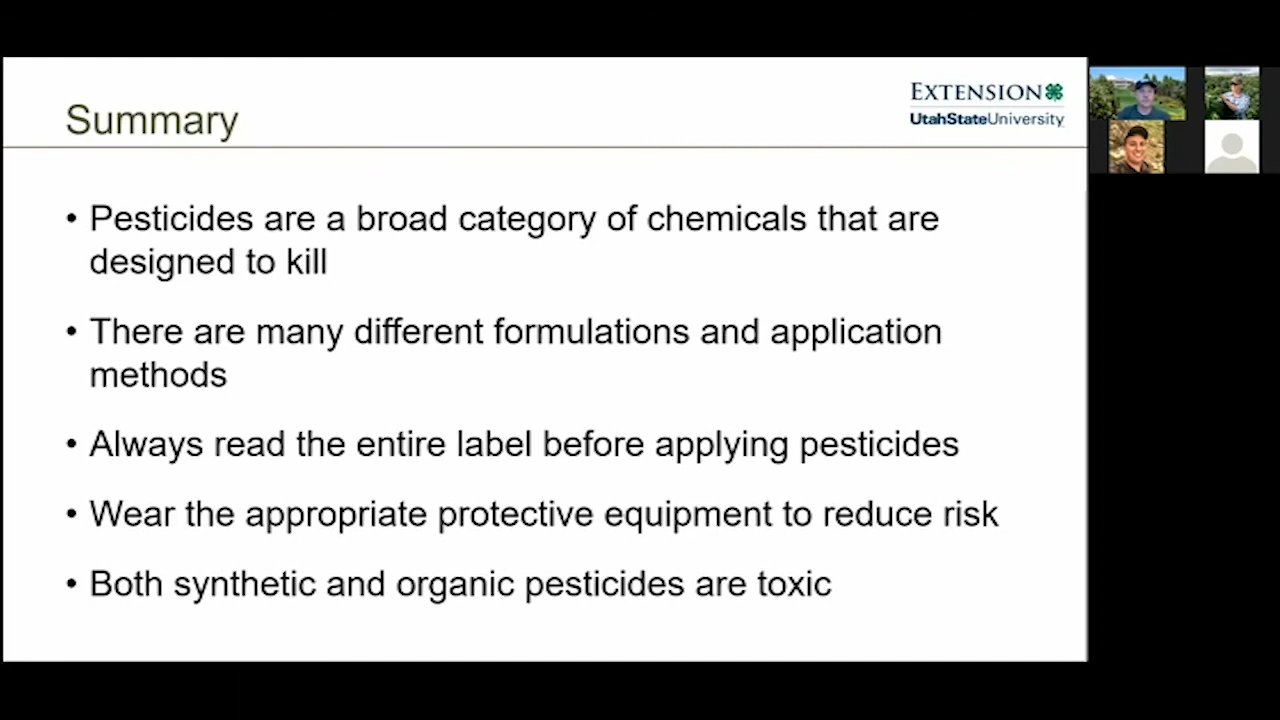 Summary
EXTENSION
UtahStateUniversity
• Pesticides are a broad category of chemicals that are
designed to kill
• There are many different formulations and application
methods
• Always read the entire label before applying pesticides
• Wear the appropriate protective equipment to reduce risk
• Both synthetic and organic pesticides are toxic